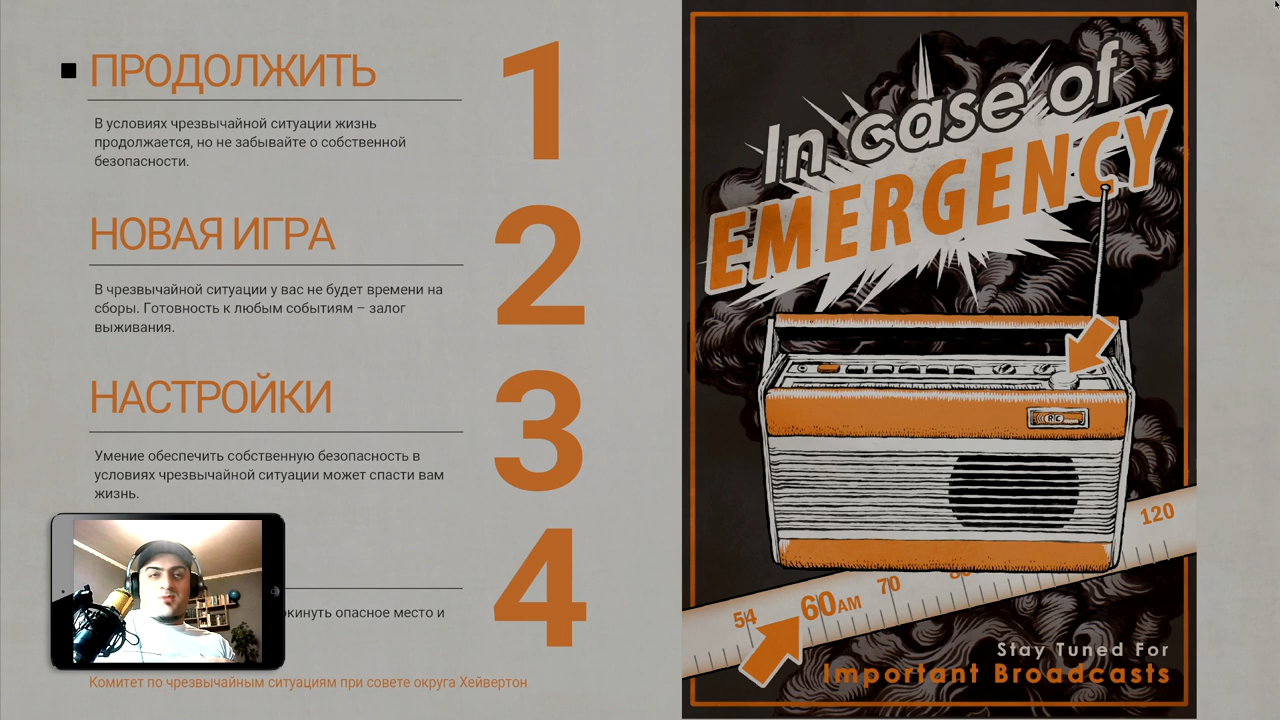 ПРОДОЛЖИТЬ
1
В условиях чрезвычайной ситуации жизнь
продолжается, но не забывайте о собственной
безопасности.
НОВАЯ ИГРА
2
В чрезвычайной ситуации у вас не будет времени на
сборы. Готовность к любым событиям – залог
выживания.
НАСТРОЙКИ
3
Умение обеспечить собственную безопасность в
условиях чрезвычайной ситуации может спасти вам
жизнь.
4
опасное место и
Комитет по чрезвычайным ситуациям при совете округа Хейвертон
In case of
EMERGENCY
120
70
60AM
54
Stay Tuned For
Important Broadcasts